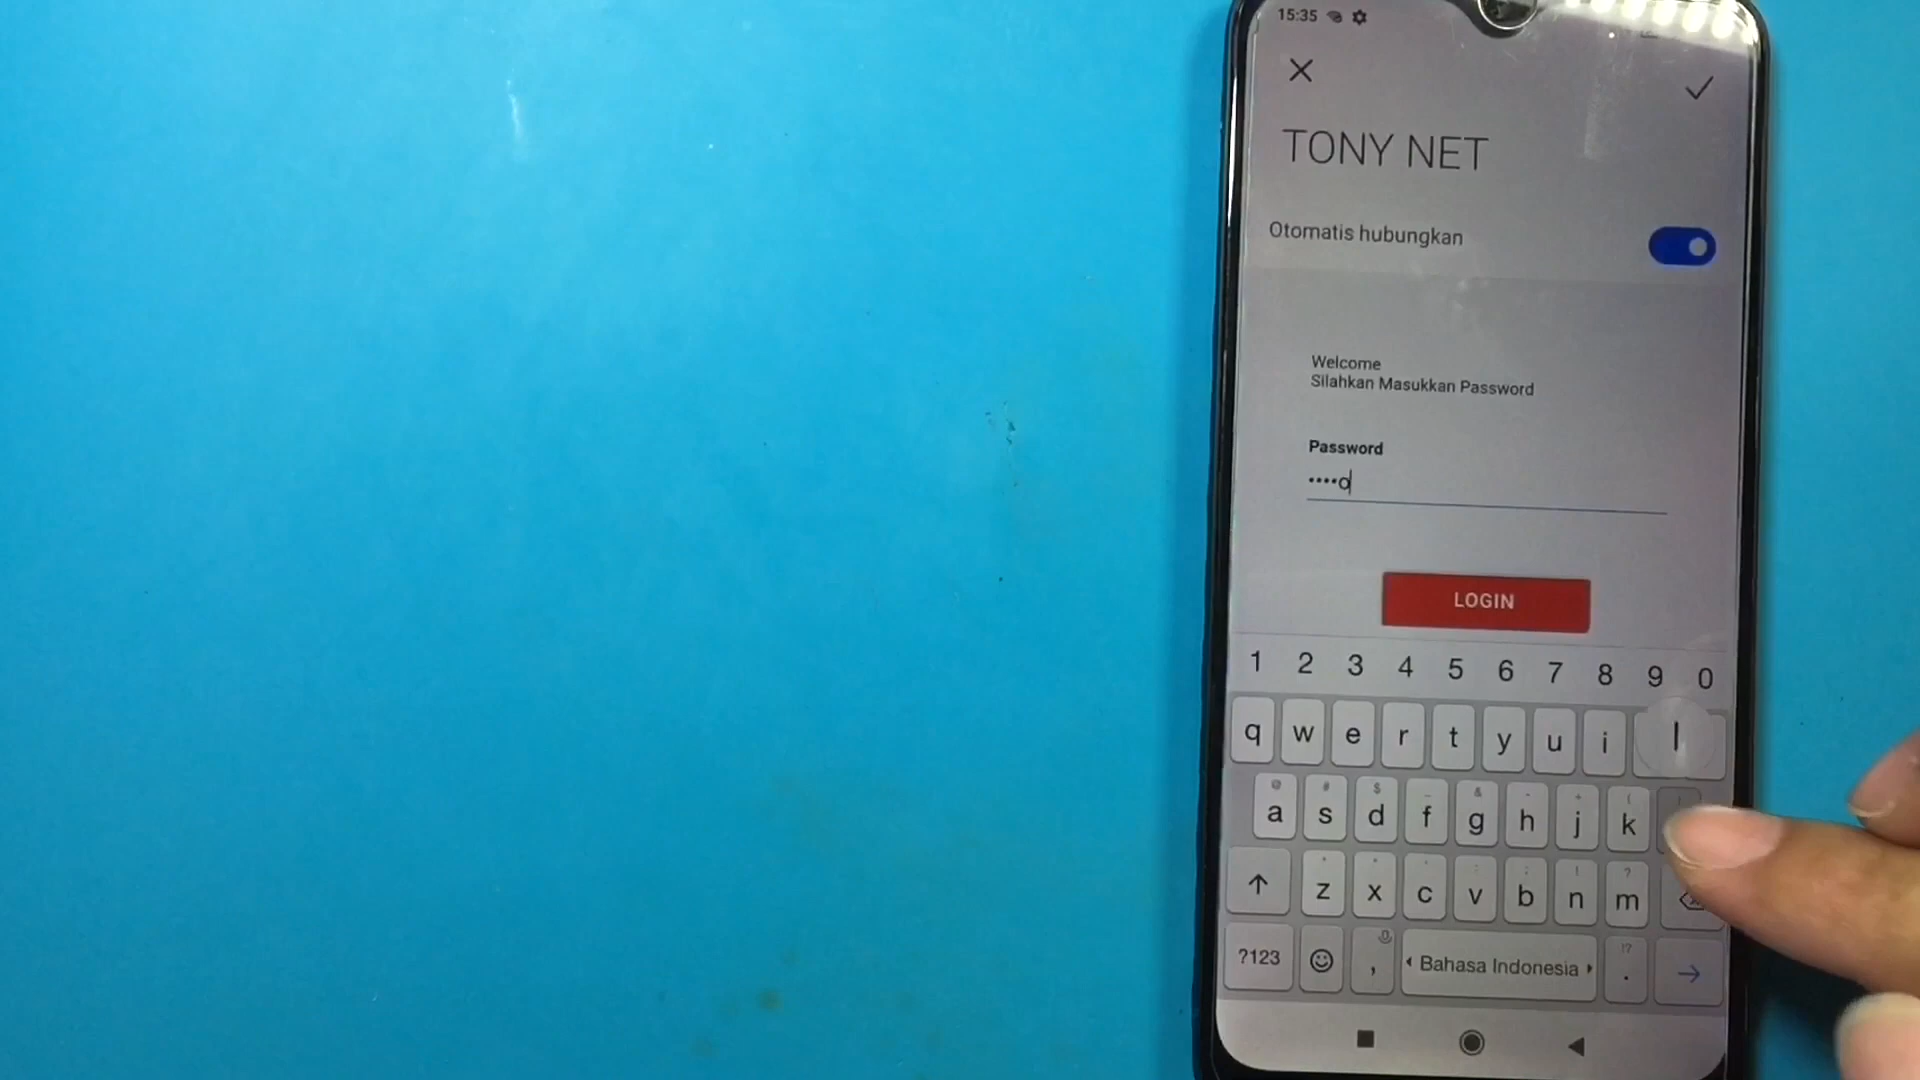 15:35
TONY NET
Otomatis hubungkan
Welcome
Silahkan Masukkan Password
Password
••••o
LOGIN
1 2 3 4 5 6 7 8 9 0
q w e r t y u i l
a s d f g h j k
z x c v b n m
?123 , Bahasa Indonesia .